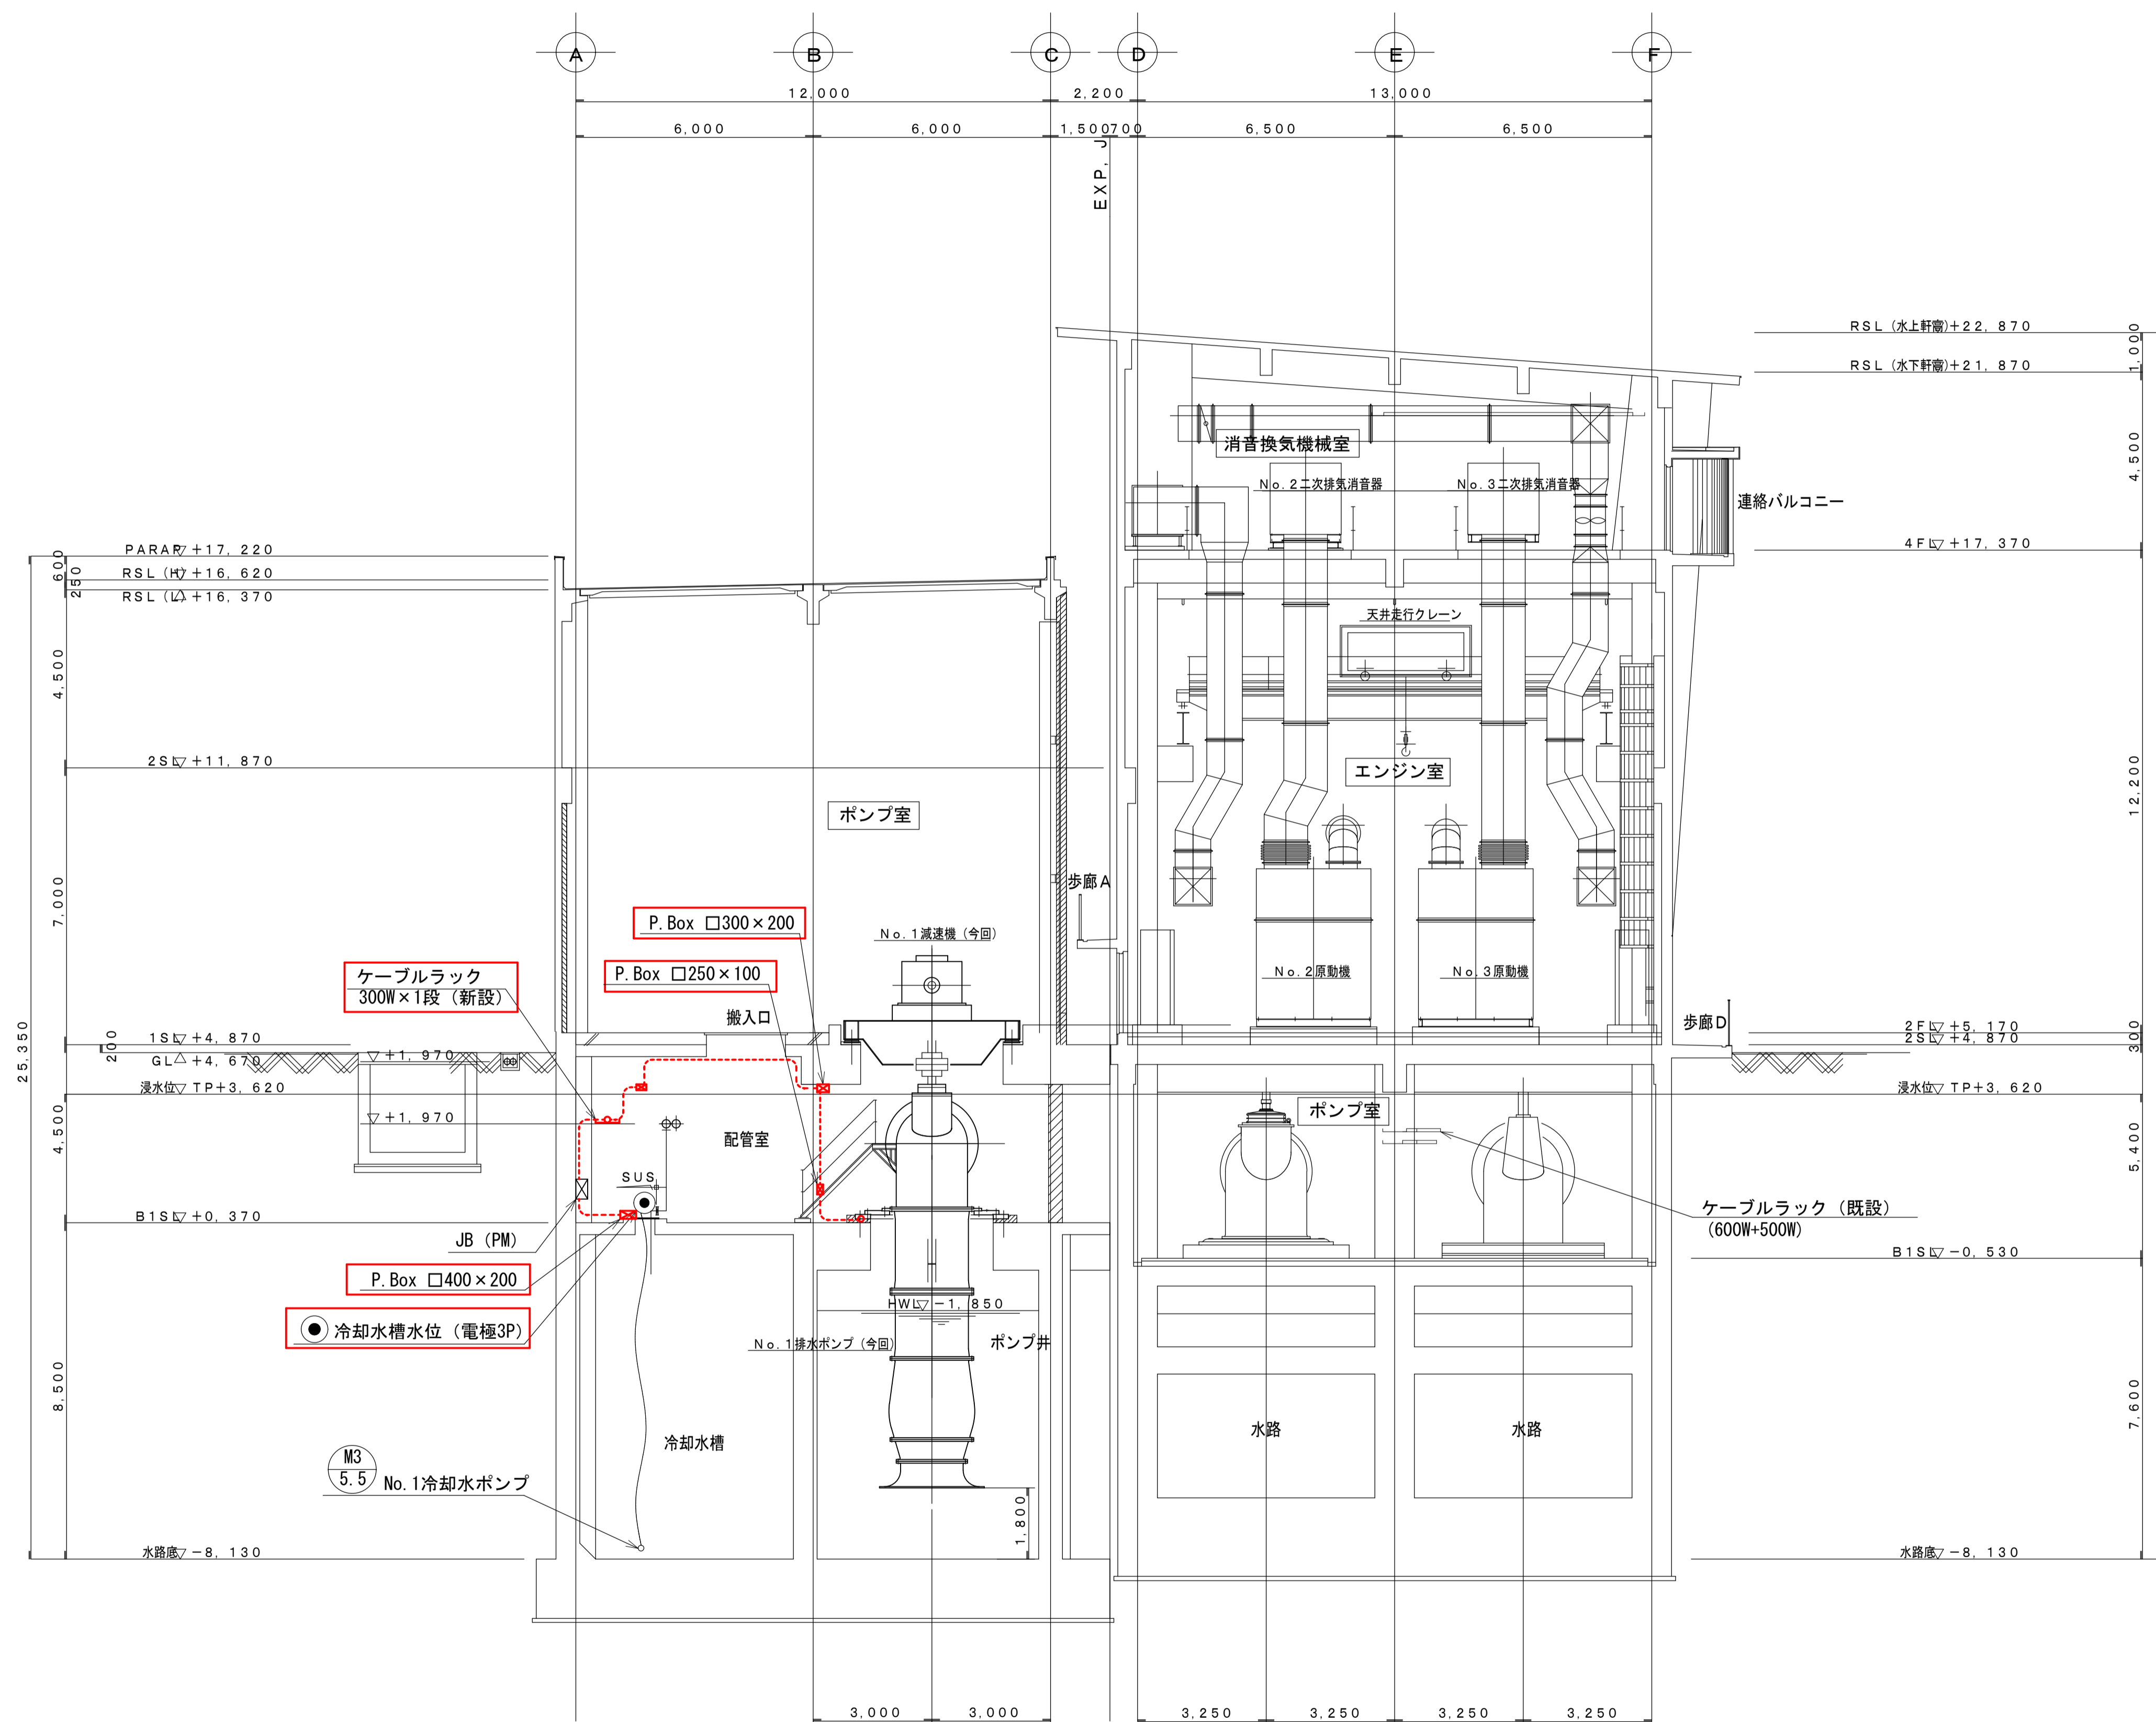 A
B
C
D
E
F
12,000
2,200
13,000
6,000
6,000
1,500
700
6,500
6,500
EXP, J
RSL (水上軒高)+22, 870
RSL (水下軒高)+21, 870
1,000
4,500
消音換気機械室
No. 2二次排気消音器
No. 3二次排気消音器
連絡バルコニー
PARAP▽ +17, 220
RSL (H)▽ +16, 620
RSL (L)△ +16, 370
600
250
4FL▽ +17, 370
天井走行クレーン
4,500
2SL▽ +11, 870
エンジン室
12,200
ポンプ室
7,000
歩廊A
P.Box □300×200
No. 1減速機 (今回)
P.Box □250×100
ケーブルラック
300W×1段 (新設)
No. 2原動機
No. 3原動機
搬入口
歩廊D
25,350
200
1SL▽ +4, 870
GL△ +4, 670
▽ +1, 970
2FL▽ +5, 170
2SL▽ +4, 870
300
浸水位▽ TP+3, 620
浸水位▽ TP+3, 620
▽ +1, 970
ポンプ室
配管室
4,500
5,400
SUS
B1SL▽ +0, 370
JB (PM)
ケーブルラック (既設)
(600W+500W)
B1SL▽ -0, 530
P.Box □400×200
HWL▽ -1, 850
冷却水槽水位 (電極3P)
No. 1排水ポンプ (今回)
ポンプ井
8,500
7,600
冷却水槽
水路
水路
M3
5.5
No.1冷却水ポンプ
1,800
水路底▽ -8, 130
水路底▽ -8, 130
3,000
3,000
3,250
3,250
3,250
3,250